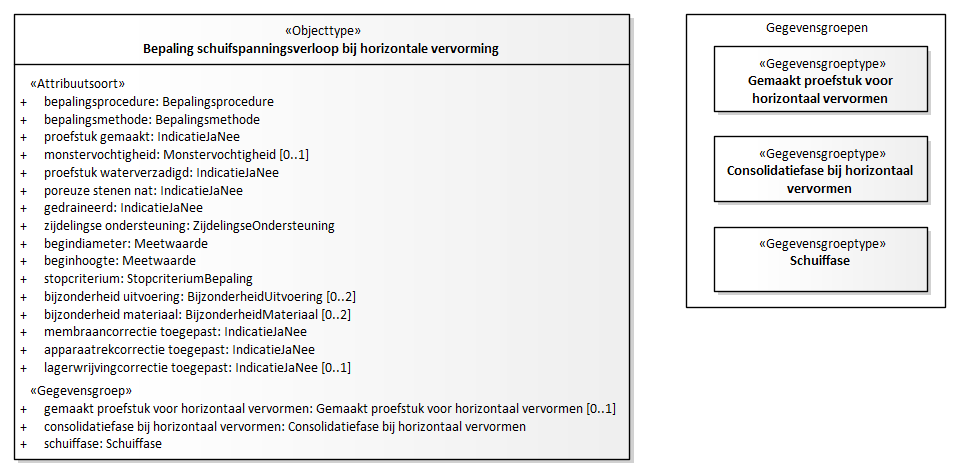 «Objecttype»
Bepaling schuifspanningsverloop bij horizontale vervorming
«Attribuutsoort»
+ bepalingsprocedure: Bepalingsprocedure
+ bepalingsmethode: Bepalingsmethode
+ proefstuk gemaakt: IndicatieJaNee
+ monstervochtigheid: Monstervochtigheid [0..1]
+ proefstuk waterverzadigd: IndicatieJaNee
+ poreuze stenen nat: IndicatieJaNee
+ gedraineerd: IndicatieJaNee
+ zijdelingse ondersteuning: ZijdelingseOndersteuning
+ begindiameter: Meetwaarde
+ beginhoogte: Meetwaarde
+ stopcriterium: StopcriteriumBepaling
+ bijzonderheid uitvoering: BijzonderheidUitvoering [0..2]
+ bijzonderheid materiaal: BijzonderheidMateriaal [0..2]
+ membraancorrectie toegepast: IndicatieJaNee
+ apparaatrekcorrectie toegepast: IndicatieJaNee
+ lagerwrijvingcorrectie toegepast: IndicatieJaNee [0..1]
«Gegevensgroep»
+ gemaakt proefstuk voor horizontaal vervormen: Gemaakt proefstuk voor horizontaal vervormen [0..1]
+ consolidatiefase bij horizontaal vervormen: Consolidatiefase bij horizontaal vervormen
+ schuiffase: Schuiffase
Gegevensgroepen
«Gegevensgroeptype»
Gemaakt proefstuk voor
horizontaal vervormen
«Gegevensgroeptype»
Consolidatiefase bij horizontaal
vervormen
«Gegevensgroeptype»
Schuiffase